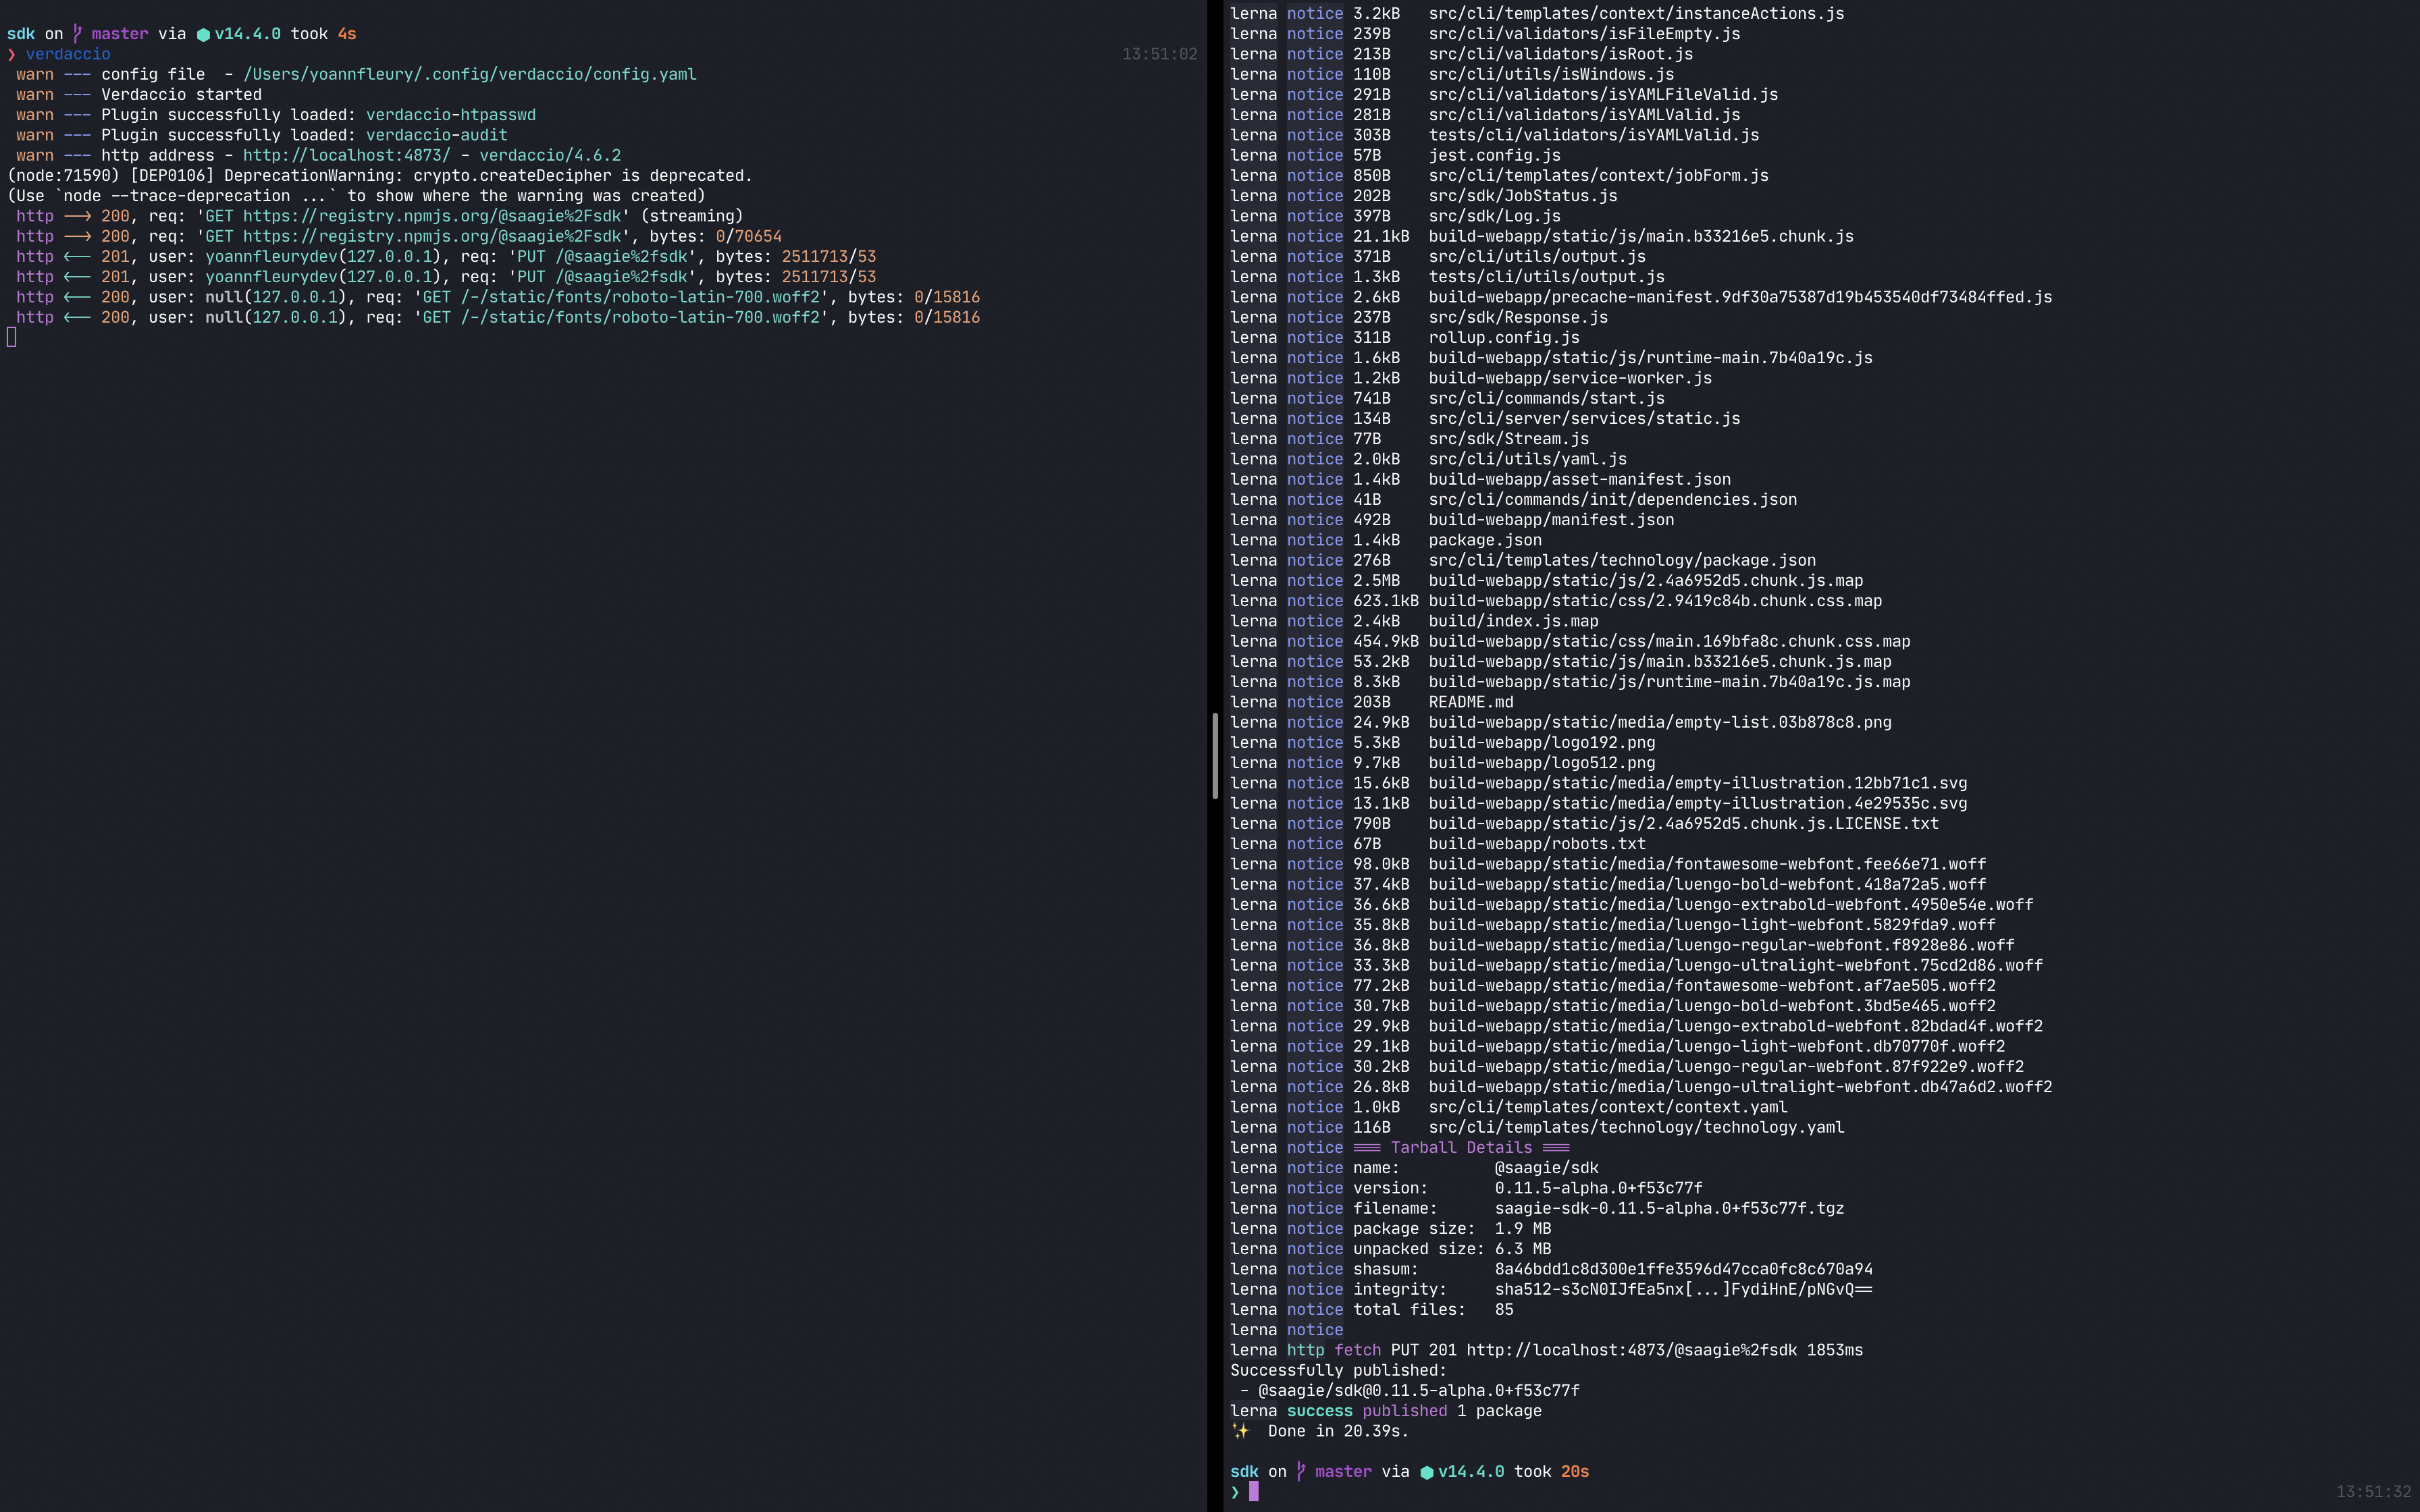 sdk on master via v14.4.0 took 4s
❯ verdaccio 13:51:02
warn --- config file  - /Users/yoannfleury/.config/verdaccio/config.yaml
warn --- Verdaccio started
warn --- Plugin successfully loaded: verdaccio-htpasswd
warn --- Plugin successfully loaded: verdaccio-audit
warn --- http address - http://localhost:4873/ - verdaccio/4.6.2
(node:71590) [DEP0106] DeprecationWarning: crypto.createDecipher is deprecated.
(Use `node --trace-deprecation ...` to show where the warning was created)
http --> 200, req: 'GET https://registry.npmjs.org/@saagie%2Fsdk' (streaming)
http --> 200, req: 'GET https://registry.npmjs.org/@saagie%2Fsdk', bytes: 0/70654
http <-- 201, user: yoannfleurydev(127.0.0.1), req: 'PUT /@saagie%2fsdk', bytes: 2511713/53
http <-- 201, user: yoannfleurydev(127.0.0.1), req: 'PUT /@saagie%2fsdk', bytes: 2511713/53
http <-- 200, user: null(127.0.0.1), req: 'GET /-/static/fonts/roboto-latin-700.woff2', bytes: 0/15816
http <-- 200, user: null(127.0.0.1), req: 'GET /-/static/fonts/roboto-latin-700.woff2', bytes: 0/15816
lerna notice 3.2kB   src/cli/templates/context/instanceActions.js
lerna notice 239B    src/cli/validators/isFileEmpty.js
lerna notice 213B    src/cli/validators/isRoot.js
lerna notice 110B    src/cli/utils/isWindows.js
lerna notice 291B    src/cli/validators/isYAMLFileValid.js
lerna notice 281B    src/cli/validators/isYAMLValid.js
lerna notice 303B    tests/cli/validators/isYAMLValid.js
lerna notice 57B     jest.config.js
lerna notice 850B    src/cli/templates/context/jobForm.js
lerna notice 202B    src/sdk/JobStatus.js
lerna notice 397B    src/sdk/Log.js
lerna notice 21.1kB  build-webapp/static/js/main.b33216e5.chunk.js
lerna notice 371B    src/cli/utils/output.js
lerna notice 1.3kB   tests/cli/utils/output.js
lerna notice 2.6kB   build-webapp/precache-manifest.9df30a75387d19b453540df73484ffed.js
lerna notice 237B    src/sdk/Response.js
lerna notice 311B    rollup.config.js
lerna notice 1.6kB   build-webapp/static/js/runtime-main.7b40a19c.js
lerna notice 1.2kB   build-webapp/service-worker.js
lerna notice 741B    src/cli/commands/start.js
lerna notice 134B    src/cli/server/services/static.js
lerna notice 77B     src/sdk/Stream.js
lerna notice 2.0kB   src/cli/utils/yaml.js
lerna notice 1.4kB   build-webapp/asset-manifest.json
lerna notice 41B     src/cli/commands/init/dependencies.json
lerna notice 492B    build-webapp/manifest.json
lerna notice 1.4kB   package.json
lerna notice 276B    src/cli/templates/technology/package.json
lerna notice 2.5MB   build-webapp/static/js/2.4a6952d5.chunk.js.map
lerna notice 623.1kB build-webapp/static/css/2.9419c84b.chunk.css.map
lerna notice 2.4kB   build/index.js.map
lerna notice 454.9kB build-webapp/static/css/main.169bfa8c.chunk.css.map
lerna notice 53.2kB  build-webapp/static/js/main.b33216e5.chunk.js.map
lerna notice 8.3kB   build-webapp/static/js/runtime-main.7b40a19c.js.map
lerna notice 203B    README.md
lerna notice 24.9kB  build-webapp/static/media/empty-list.03b878c8.png
lerna notice 5.3kB   build-webapp/logo192.png
lerna notice 9.7kB   build-webapp/logo512.png
lerna notice 15.6kB  build-webapp/static/media/empty-illustration.12bb71c1.svg
lerna notice 13.1kB  build-webapp/static/media/empty-illustration.4e29535c.svg
lerna notice 790B    build-webapp/static/js/2.4a6952d5.chunk.js.LICENSE.txt
lerna notice 67B     build-webapp/robots.txt
lerna notice 98.0kB  build-webapp/static/media/fontawesome-webfont.fee66e71.woff
lerna notice 37.4kB  build-webapp/static/media/luengo-bold-webfont.418a72a5.woff
lerna notice 36.6kB  build-webapp/static/media/luengo-extrabold-webfont.4950e54e.woff
lerna notice 35.8kB  build-webapp/static/media/luengo-light-webfont.5829fda9.woff
lerna notice 36.8kB  build-webapp/static/media/luengo-regular-webfont.f8928e86.woff
lerna notice 33.3kB  build-webapp/static/media/luengo-ultralight-webfont.75cd2d86.woff
lerna notice 77.2kB  build-webapp/static/media/fontawesome-webfont.af7ae505.woff2
lerna notice 30.7kB  build-webapp/static/media/luengo-bold-webfont.3bd5e465.woff2
lerna notice 29.9kB  build-webapp/static/media/luengo-extrabold-webfont.82bdad4f.woff2
lerna notice 29.1kB  build-webapp/static/media/luengo-light-webfont.db70770f.woff2
lerna notice 30.2kB  build-webapp/static/media/luengo-regular-webfont.87f922e9.woff2
lerna notice 26.8kB  build-webapp/static/media/luengo-ultralight-webfont.db47a6d2.woff2
lerna notice 1.0kB   src/cli/templates/context/context.yaml
lerna notice 116B    src/cli/templates/technology/technology.yaml
lerna notice === Tarball Details ===
lerna notice name:          @saagie/sdk
lerna notice version:       0.11.5-alpha.0+f53c77f
lerna notice filename:      saagie-sdk-0.11.5-alpha.0+f53c77f.tgz
lerna notice package size:  1.9 MB
lerna notice unpacked size: 6.3 MB
lerna notice shasum:        8a46bdd1c8d300e1ffe3596d47cca0fc8c670a94
lerna notice integrity:     sha512-s3cN0IJfEa5nx[...]FydiHnE/pNGvQ==
lerna notice total files:   85
lerna notice
lerna http fetch PUT 201 http://localhost:4873/@saagie%2fsdk 1853ms
Successfully published:
 - @saagie/sdk@0.11.5-alpha.0+f53c77f
lerna success published 1 package
✨  Done in 20.39s.
sdk on master via v14.4.0 took 20s
❯ 13:51:32